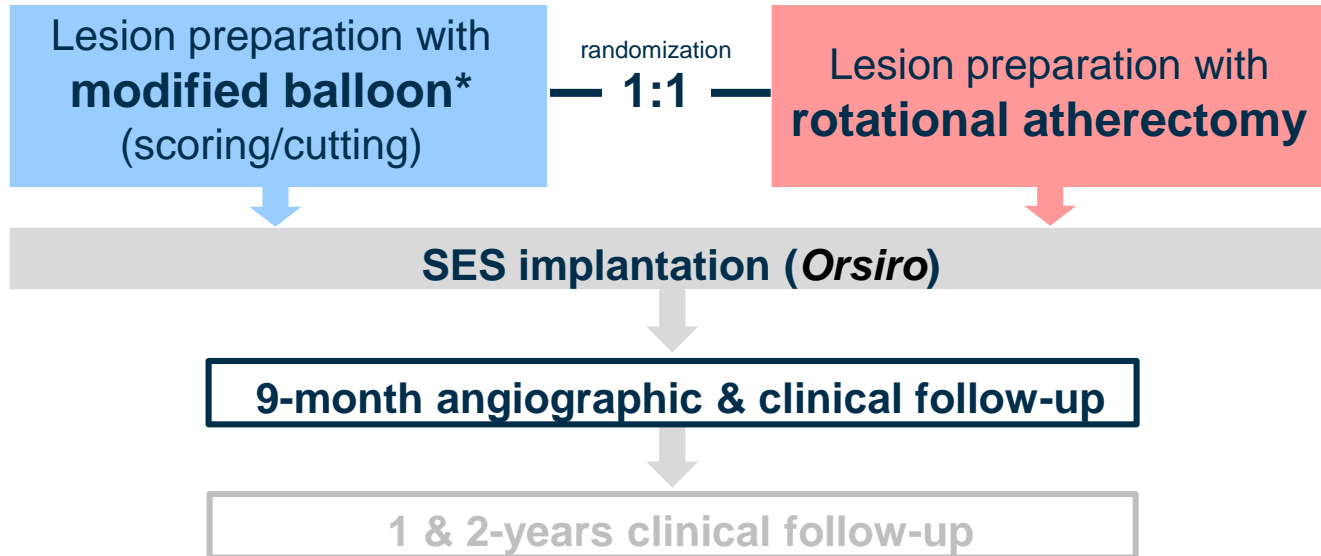 Lesion preparation with
modified balloon*
(scoring/cutting)
randomization
1:1
Lesion preparation with
rotational atherectomy
SES implantation (Orsiro)
9-month angiographic & clinical follow-up
1 & 2-years clinical follow-up